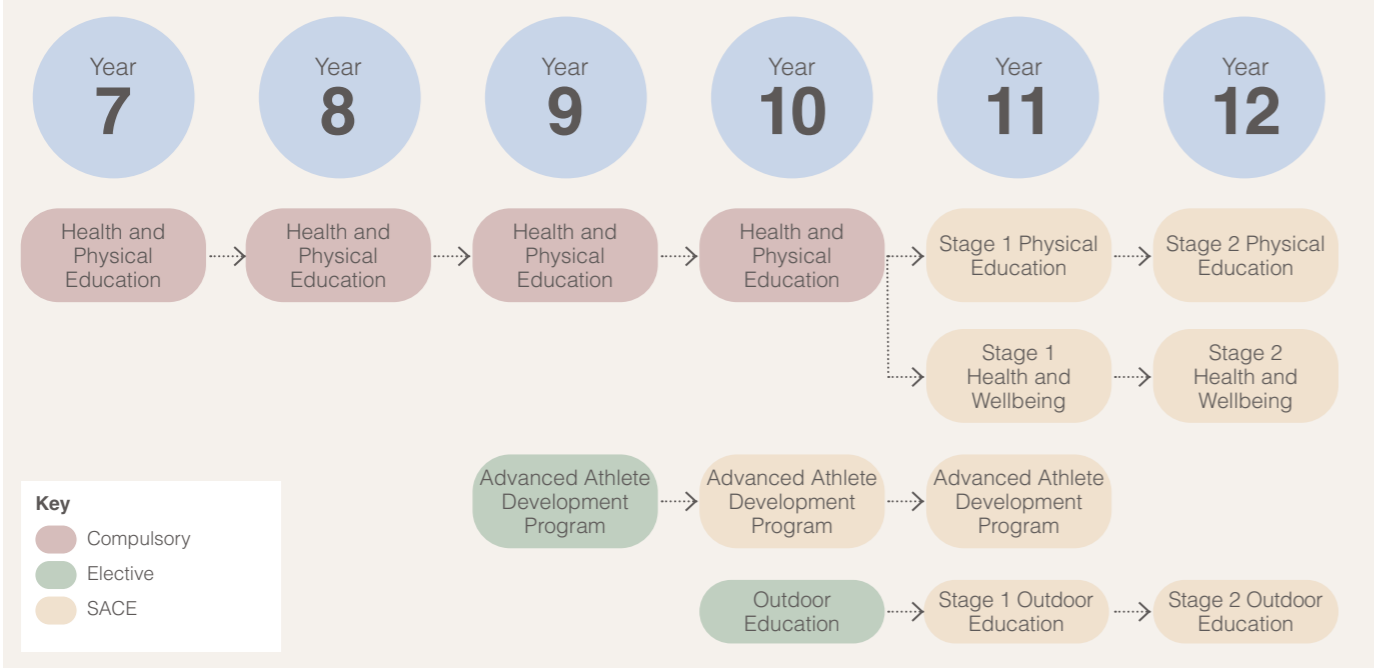 Year
7
Year
8
Year
9
Year
10
Year
11
Year
12
Health and
Physical
Education
Health and
Physical
Education
Health and
Physical
Education
Health and
Physical
Education
Stage 1 Physical
Education
Stage 2 Physical
Education
Stage 1
Health and
Wellbeing
Stage 2
Health and
Wellbeing
Advanced Athlete
Development
Program
Advanced Athlete
Development
Program
Advanced Athlete
Development
Program
Outdoor
Education
Stage 1 Outdoor
Education
Stage 2 Outdoor
Education
Key
Compulsory
Elective
SACE